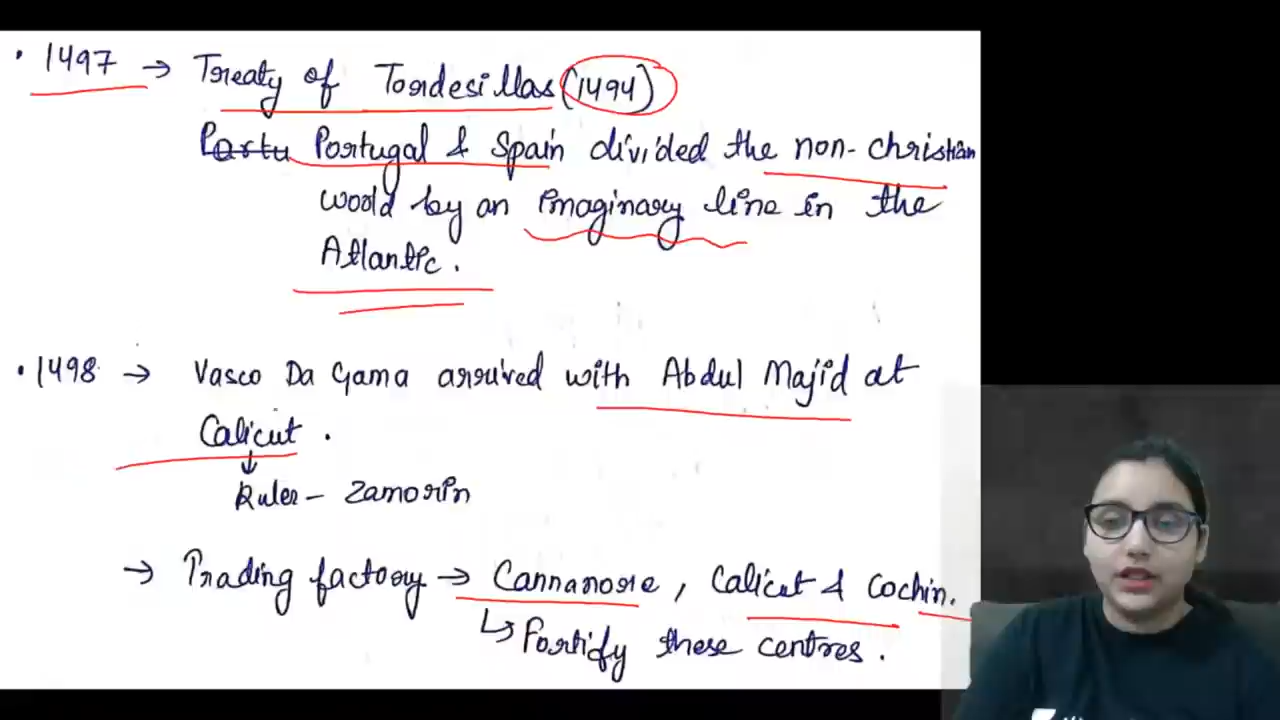 • 1497 → Treaty of Tordesillas (1494)
Portu Portugal & Spain divided the non-christian
world by an imaginary line in the
Atlantic.
• 1498 → Vasco Da Gama arrived with Abdul Majid at
Calicut.
↓
Ruler - Zamorin
→ Trading factory → Cannanore, Calicut & Cochin.
↳ Fortify these centres.